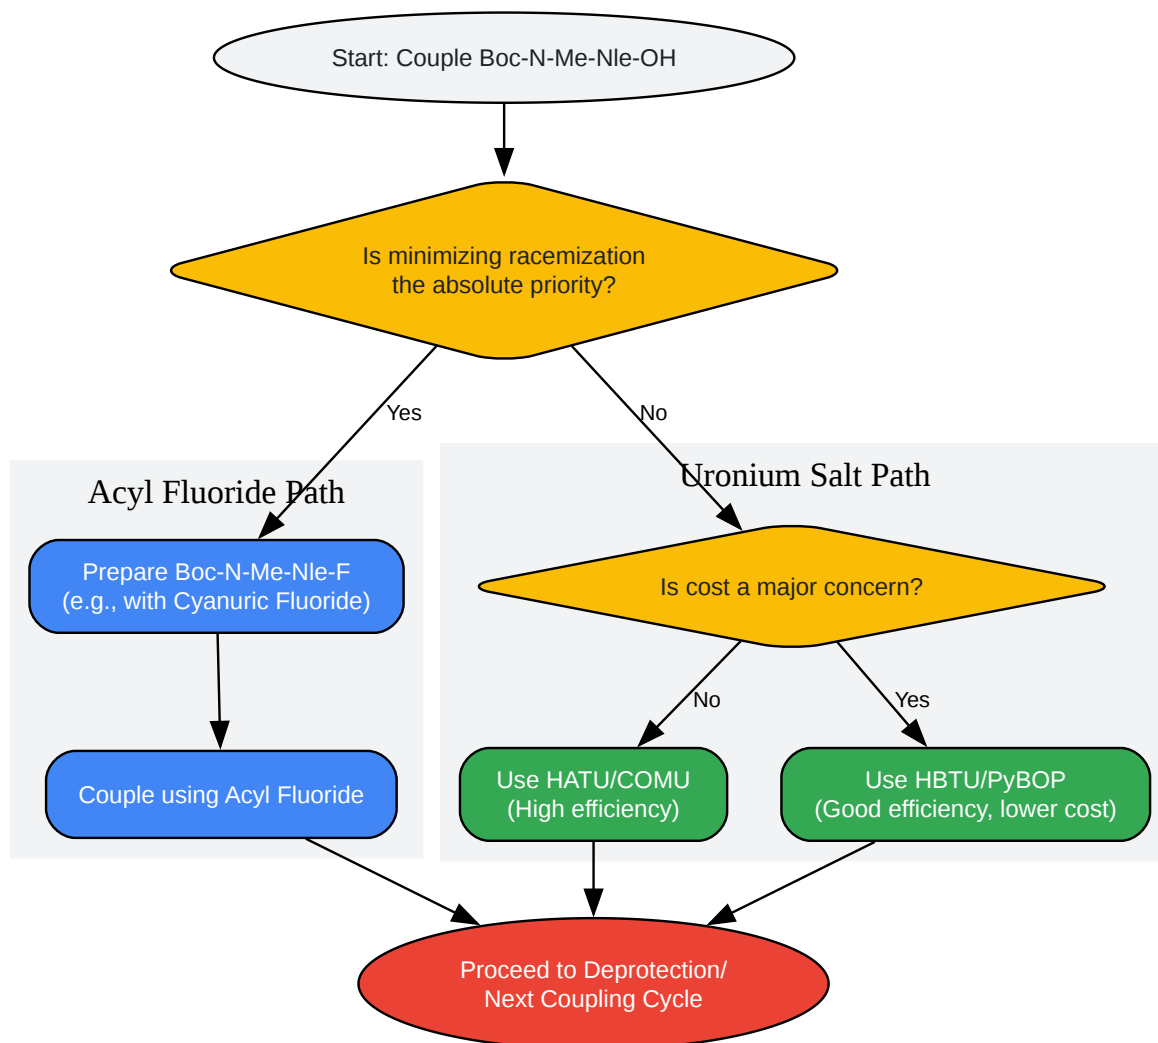 Start: Couple Boc-N-Me-Nle-OH
Is minimizing racemization
the absolute priority?
Yes
No
Acyl Fluoride Path
Uronium Salt Path
Prepare Boc-N-Me-Nle-F
(e.g., with Cyanuric Fluoride)
Is cost a major concern?
No
Yes
Couple using Acyl Fluoride
Use HATU/COMU
(High efficiency)
Use HBTU/PyBOP
(Good efficiency, lower cost)
Proceed to Deprotection/
Next Coupling Cycle